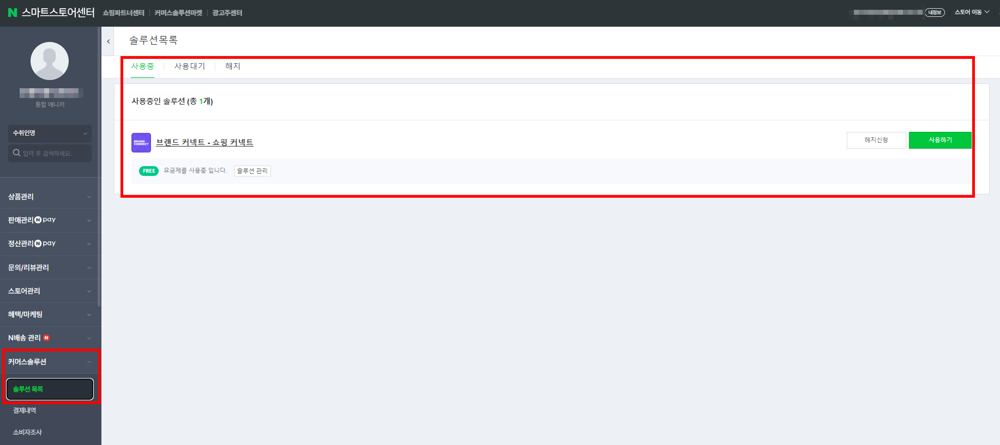 N 스마트스토어센터 쇼핑파트너센터 커머스솔루션마켓 광고주센터
내정보 스토어 이동
통합 매니저
수취인명
입력 후 검색하세요.
상품관리
판매관리 N pay
정산관리 N pay
문의/리뷰관리
스토어관리
혜택/마케팅
N배송 관리 N
커머스솔루션
솔루션 목록
결제내역
소비자조사
솔루션목록
사용중 사용대기 해지
사용중인 솔루션 (총 1개)
BRAND
CONNECT
브랜드 커넥트 - 쇼핑 커넥트
해지신청 사용하기
FREE 요금제를 사용중 입니다. 솔루션 관리